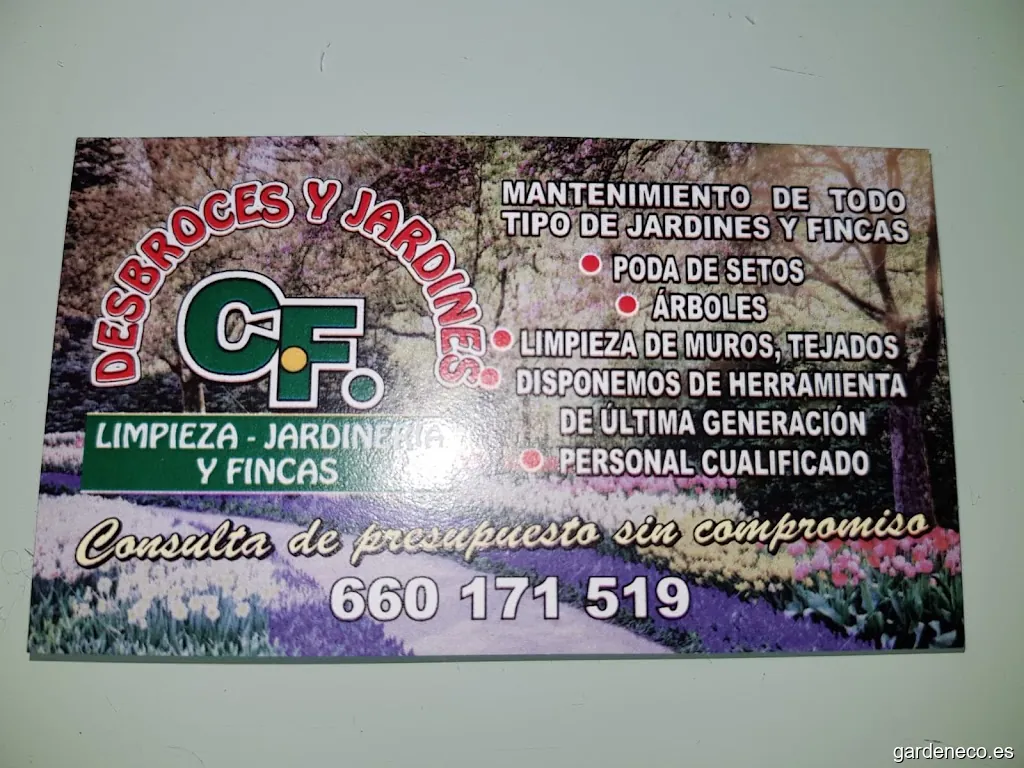 DESBROCES Y JARDINES
C.F.
LIMPIEZA - JARDINERÍA
Y FINCAS
MANTENIMIENTO DE TODO
TIPO DE JARDINES Y FINCAS
PODA DE SETOS
ÁRBOLES
LIMPIEZA DE MUROS, TEJADOS
DISPONEMOS DE HERRAMIENTA
DE ÚLTIMA GENERACIÓN
PERSONAL CUALIFICADO
Consulta de presupuesto sin compromiso
660 171 519
gardeneco.es